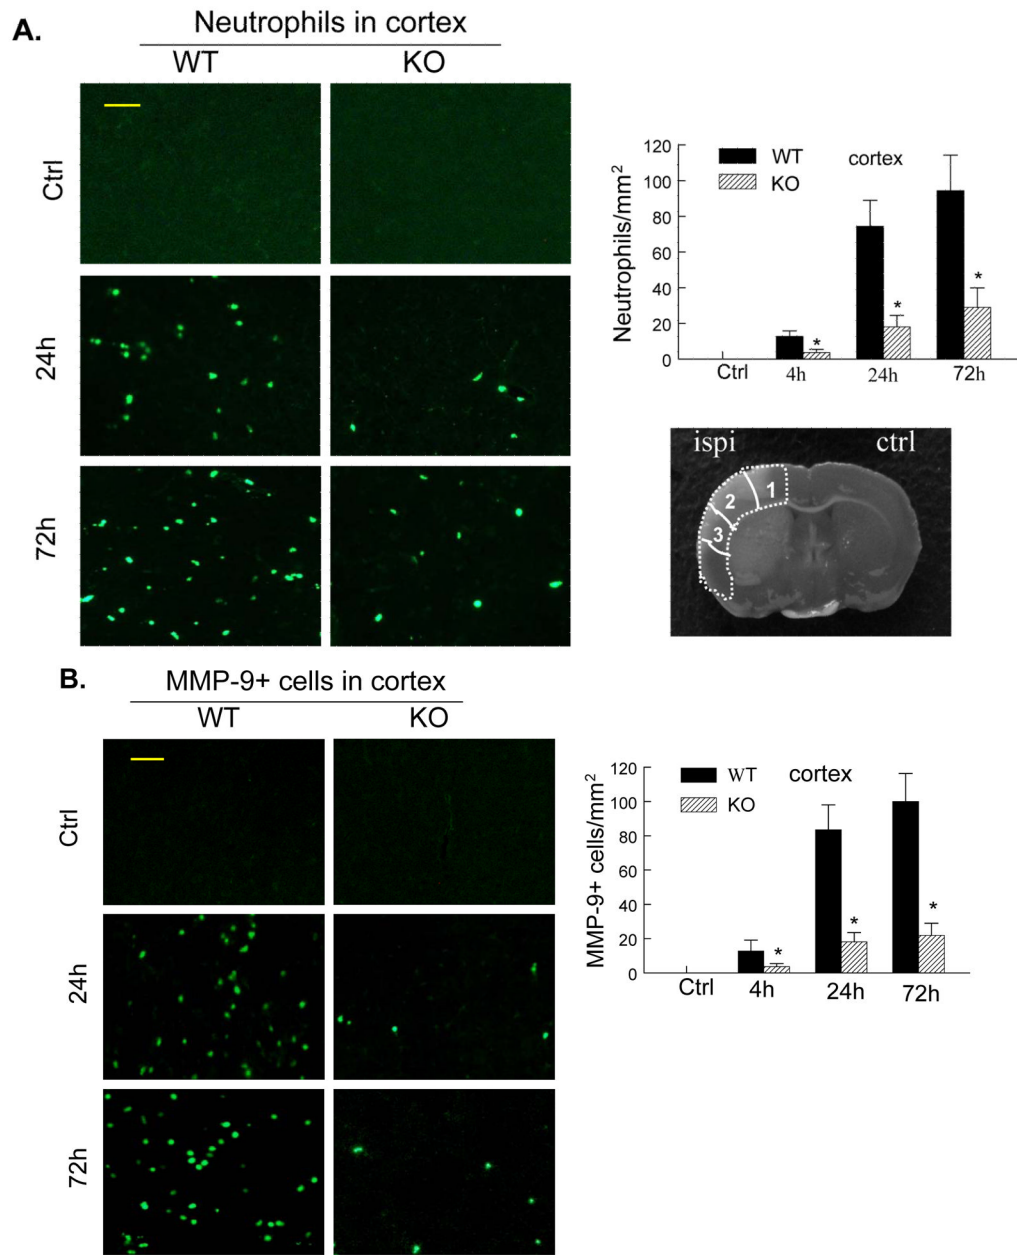 A.
Neutrophils in cortex
WT KO
Ctrl
24h
72h
Neutrophils/mm²
120
100
80
60
40
20
0
WT
KO
cortex
*
*
*
Ctrl 4h 24h 72h
ispi ctrl
1
2
3
B.
MMP-9+ cells in cortex
WT KO
Ctrl
24h
72h
MMP-9+ cells/mm²
120
100
80
60
40
20
0
WT
KO
cortex
*
*
*
Ctrl 4h 24h 72h